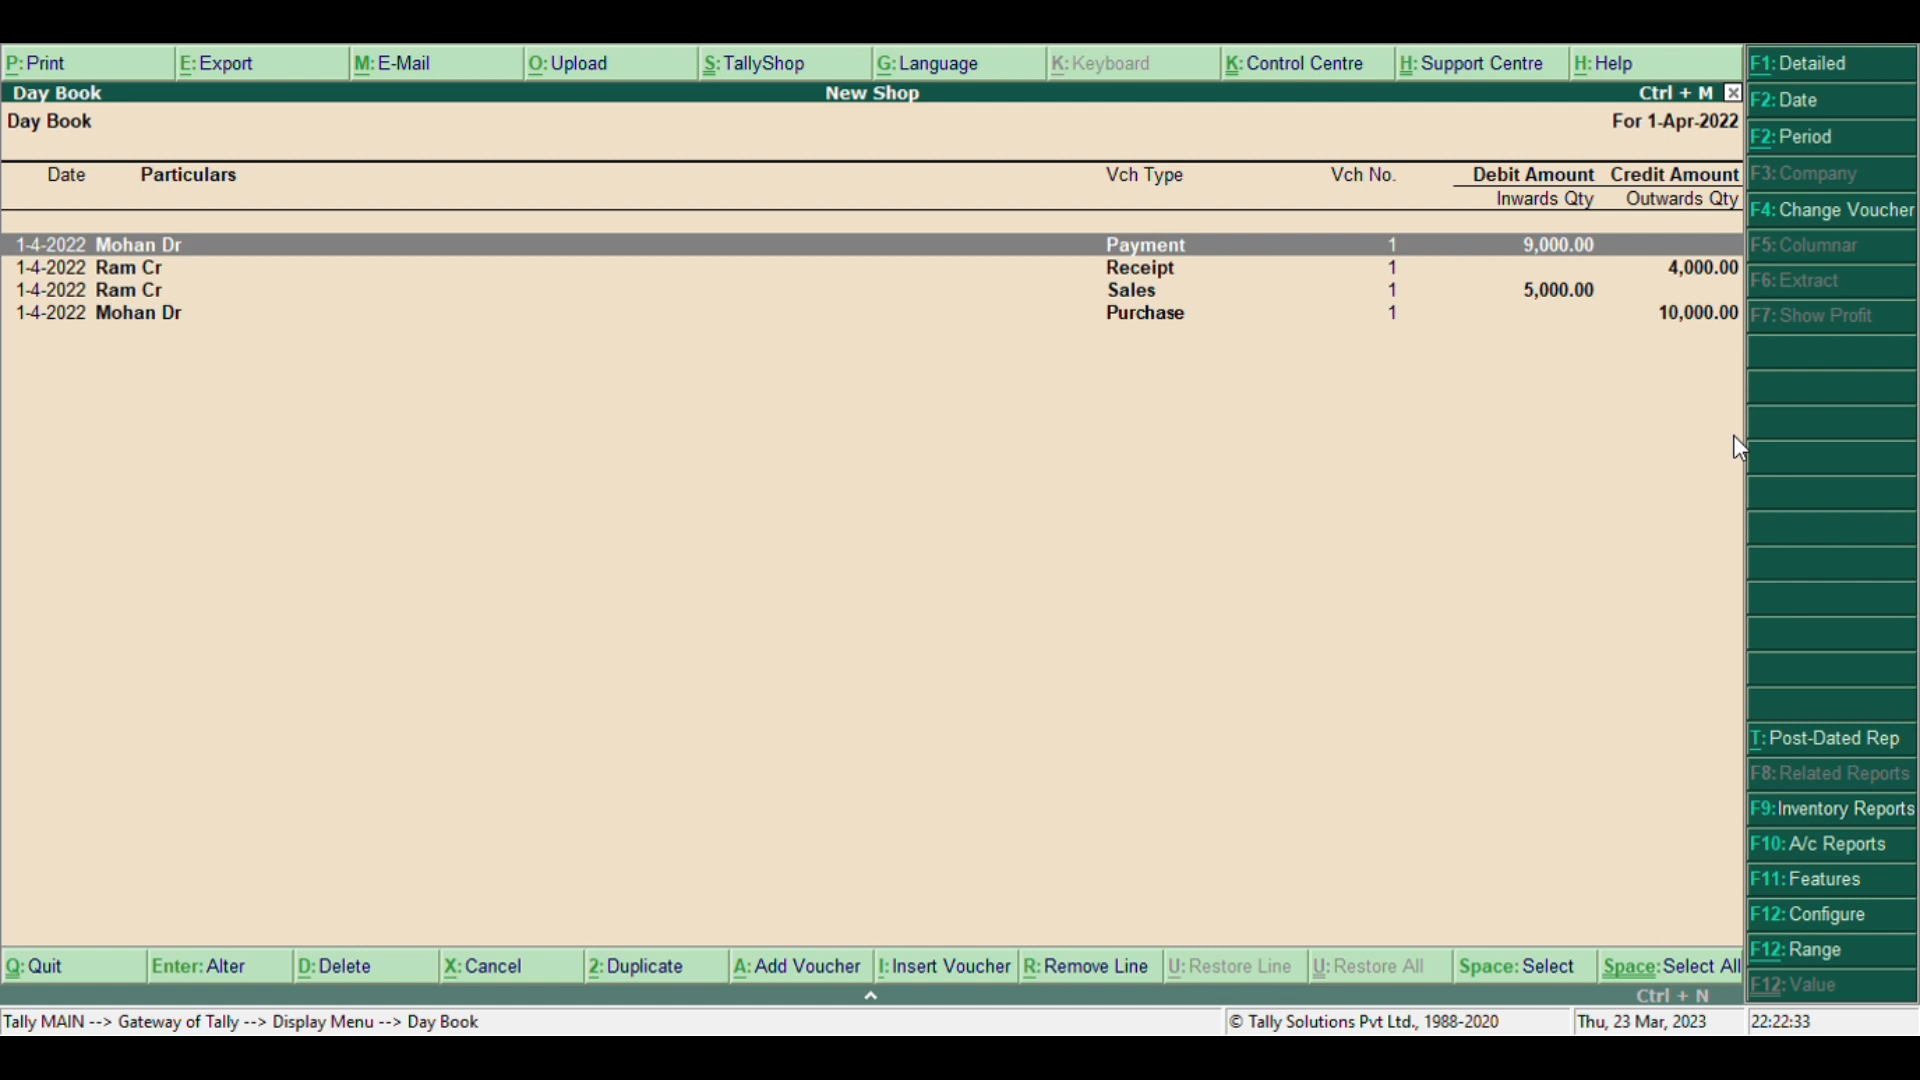 P: Print E: Export M: E-Mail O: Upload S: TallyShop G: Language K: Keyboard K: Control Centre H: Support Centre H: Help
Day Book New Shop Ctrl + M
Day Book For 1-Apr-2022
Date Particulars Vch Type Vch No. Debit Amount Credit Amount
Inwards Qty Outwards Qty
1-4-2022 Mohan Dr Payment 1 9,000.00
1-4-2022 Ram Cr Receipt 1 4,000.00
1-4-2022 Ram Cr Sales 1 5,000.00
1-4-2022 Mohan Dr Purchase 1 10,000.00
F1: Detailed
F2: Date
F2: Period
F3: Company
F4: Change Voucher
F5: Columnar
F6: Extract
F7: Show Profit
T: Post-Dated Rep
F8: Related Reports
F9: Inventory Reports
F10: A/c Reports
F11: Features
F12: Configure
F12: Range
F12: Value
Q: Quit Enter: Alter D: Delete X: Cancel 2: Duplicate A: Add Voucher I: Insert Voucher R: Remove Line U: Restore Line U: Restore All Space: Select Space: Select All
Ctrl + N
Tally MAIN --> Gateway of Tally --> Display Menu --> Day Book © Tally Solutions Pvt Ltd., 1988-2020 Thu, 23 Mar, 2023 22:22:33